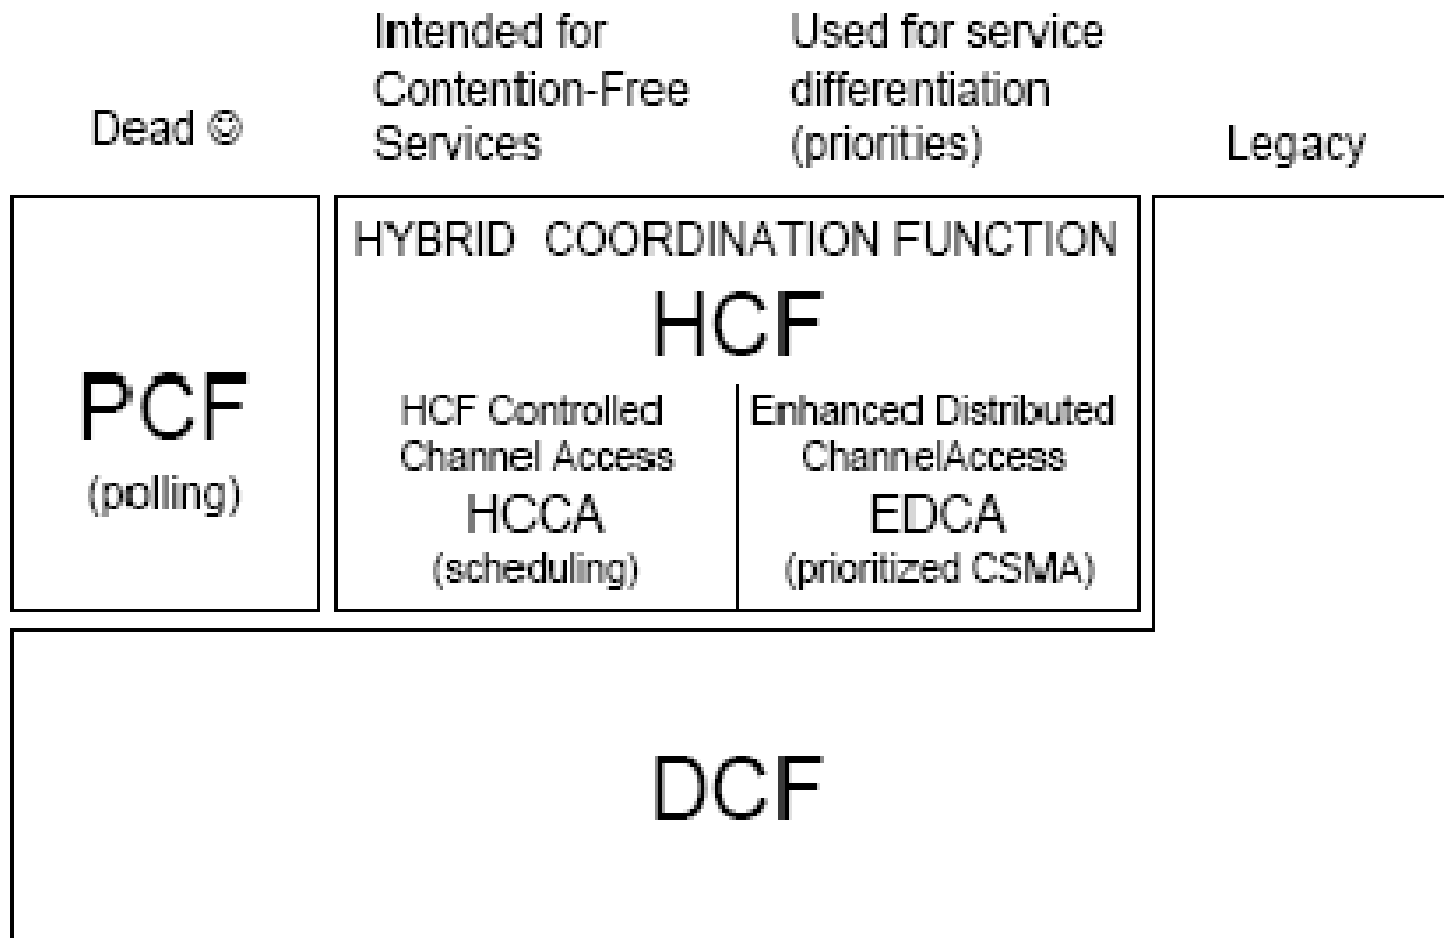 Dead ☺
Intended for
Contention-Free
Services
Used for service
differentiation
(priorities)
Legacy
PCF
(polling)
HYBRID COORDINATION FUNCTION
HCF
HCF Controlled
Channel Access
HCCA
(scheduling)
Enhanced Distributed
ChannelAccess
EDCA
(prioritized CSMA)
DCF